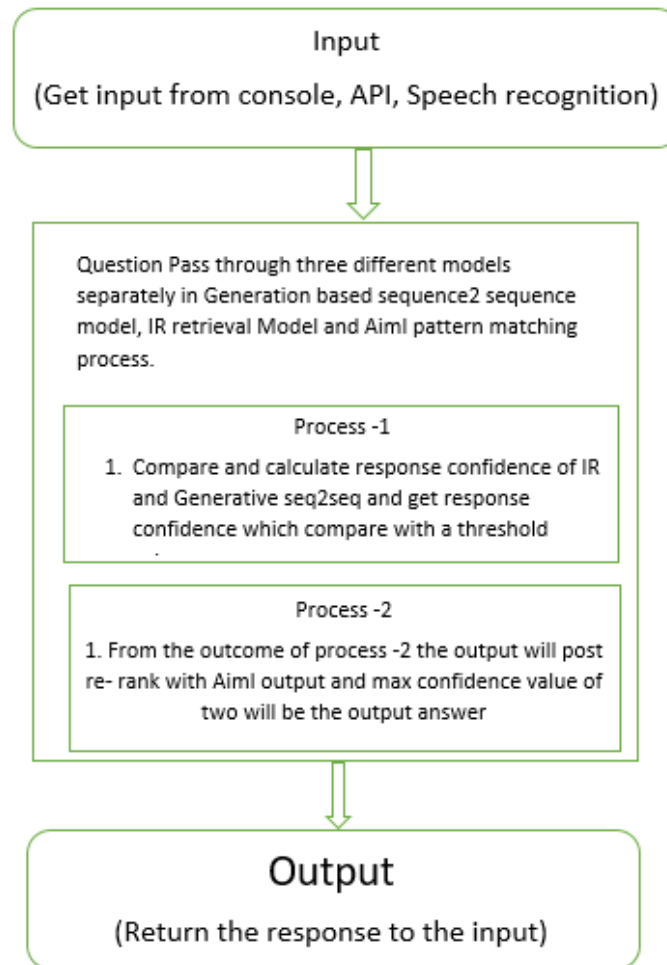 Input
(Get input from console, API, Speech recognition)
Question Pass through three different models
separately in Generation based sequence2 sequence
model, IR retrieval Model and Aiml pattern matching
process.
Process -1
1. Compare and calculate response confidence of IR
and Generative seq2seq and get response
confidence which compare with a threshold
Process -2
1. From the outcome of process -2 the output will post
re- rank with Aiml output and max confidence value of
two will be the output answer
Output
(Return the response to the input)